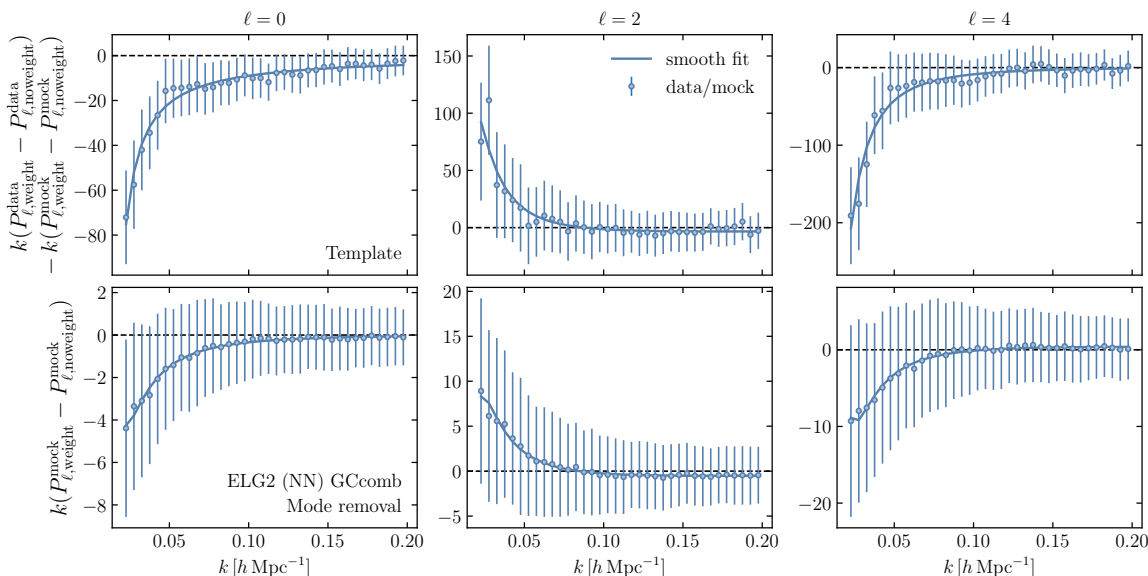 ℓ = 0
ℓ = 2
ℓ = 4
k(P^data_ℓ,weight − P^data_ℓ,noweight)
− k(P^mock_ℓ,weight − P^mock_ℓ,noweight)
0
−20
−40
−60
−80
Template
150
100
50
0
smooth fit
data/mock
0
−100
−200
k(P^mock_ℓ,weight − P^mock_ℓ,noweight)
2
0
−2
−4
−6
−8
ELG2 (NN) GCcomb
Mode removal
20
15
10
5
0
−5
0
−10
−20
0.05 0.10 0.15 0.20
0.05 0.10 0.15 0.20
0.05 0.10 0.15 0.20
k [h Mpc⁻¹]
k [h Mpc⁻¹]
k [h Mpc⁻¹]